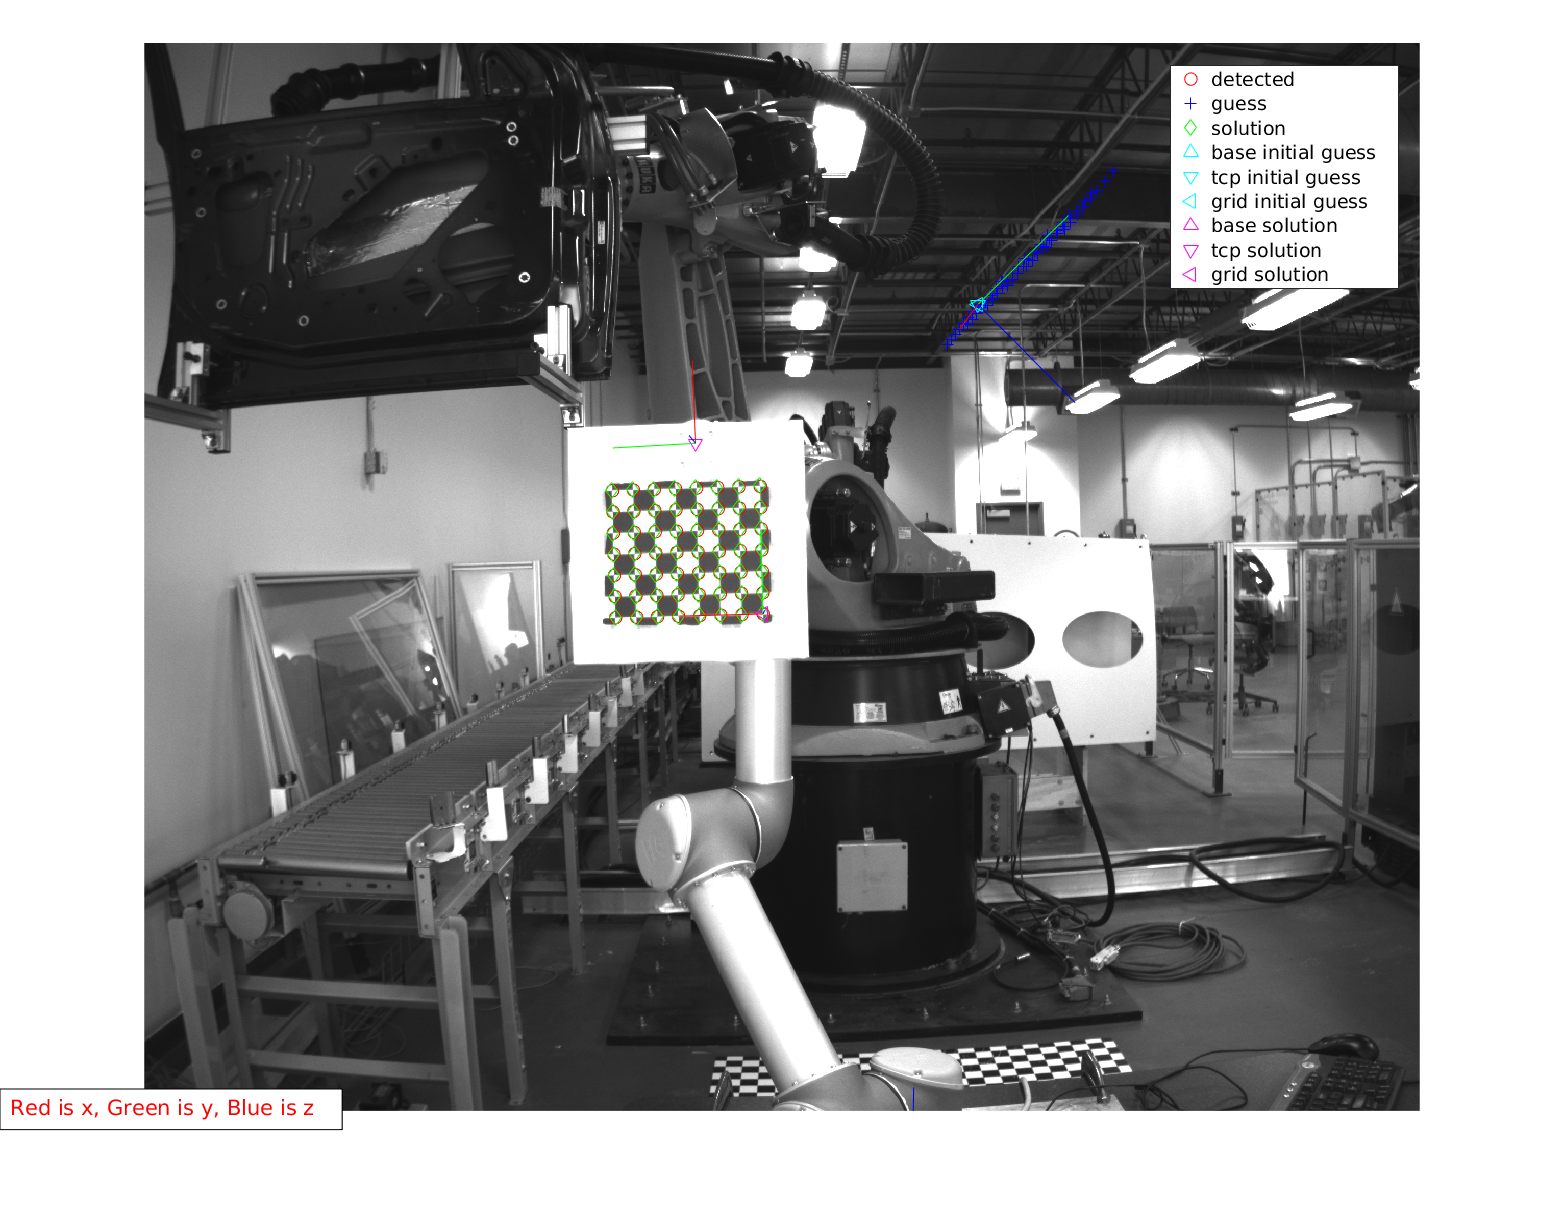 detected
guess
solution
base initial guess
tcp initial guess
grid initial guess
base solution
tcp solution
grid solution
Red is x, Green is y, Blue is z